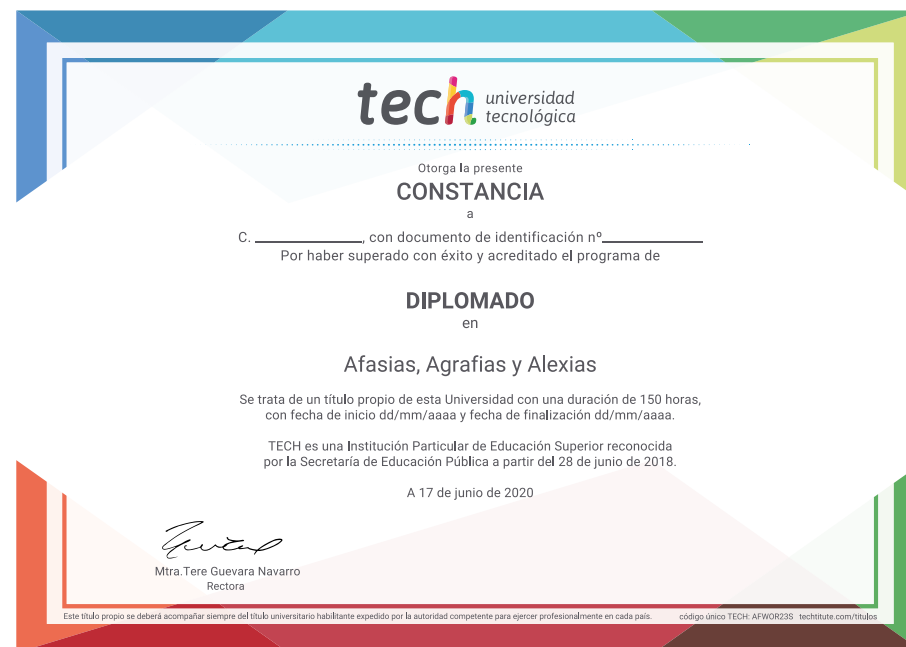 tech universidad
tecnológica
Otorga la presente
CONSTANCIA
a
C. ____________, con documento de identificación nº____________
Por haber superado con éxito y acreditado el programa de
DIPLOMADO
en
Afasias, Agrafias y Alexias
Se trata de un título propio de esta Universidad con una duración de 150 horas,
con fecha de inicio dd/mm/aaaa y fecha de finalización dd/mm/aaaa.
TECH es una Institución Particular de Educación Superior reconocida
por la Secretaría de Educación Pública a partir del 28 de junio de 2018.
A 17 de junio de 2020
Mtra.Tere Guevara Navarro
Rectora
Este título propio se deberá acompañar siempre del título universitario habilitante expedido por la autoridad competente para ejercer profesionalmente en cada país. código único TECH: AFWOR23S techtitute.com/titulos